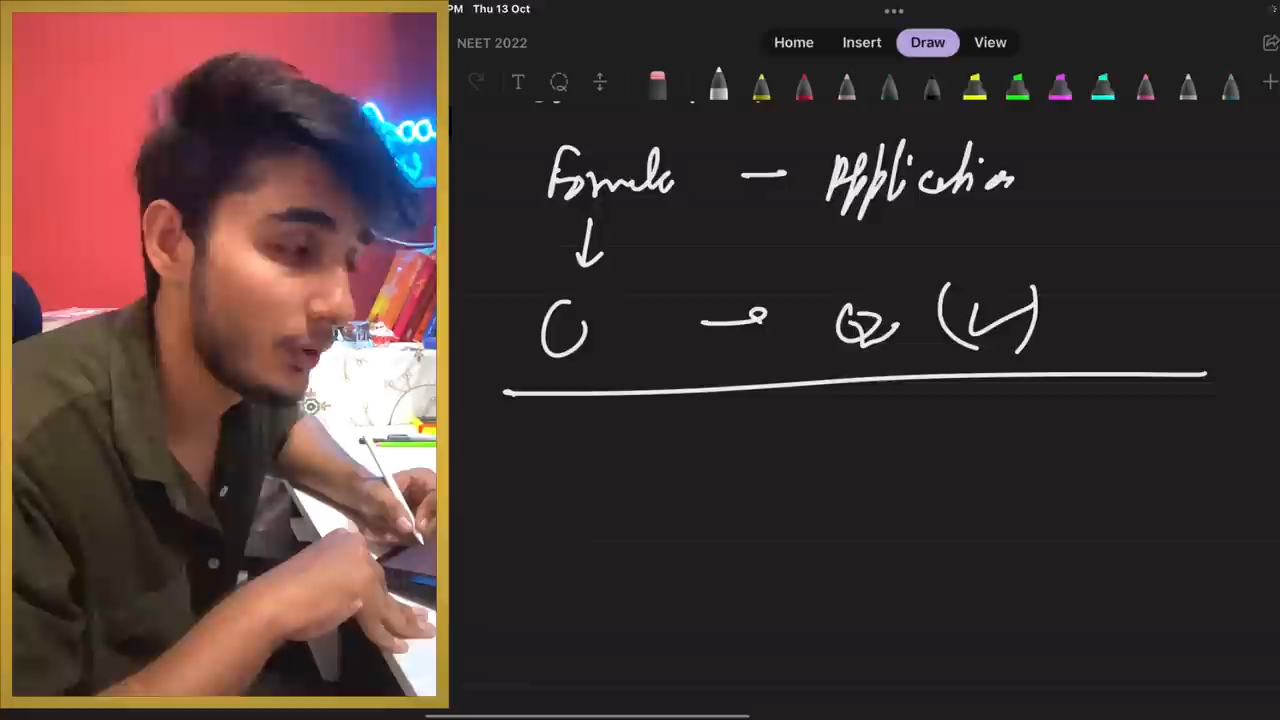 PM Thu 13 Oct
NEET 2022
Home Insert Draw View
T
Formula — Application
↓
O → Q (✓)